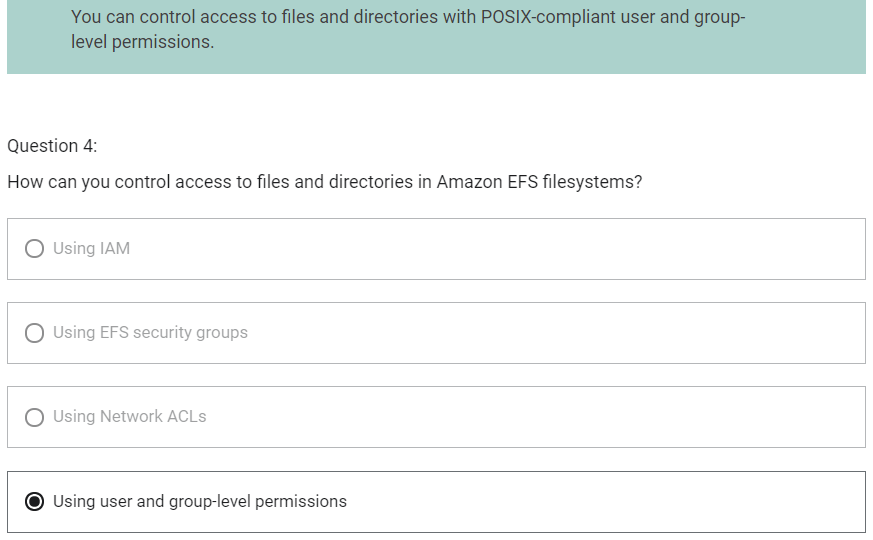 You can control access to files and directories with POSIX-compliant user and group-
level permissions.
Question 4:
How can you control access to files and directories in Amazon EFS filesystems?
Using IAM
Using EFS security groups
Using Network ACLs
Using user and group-level permissions